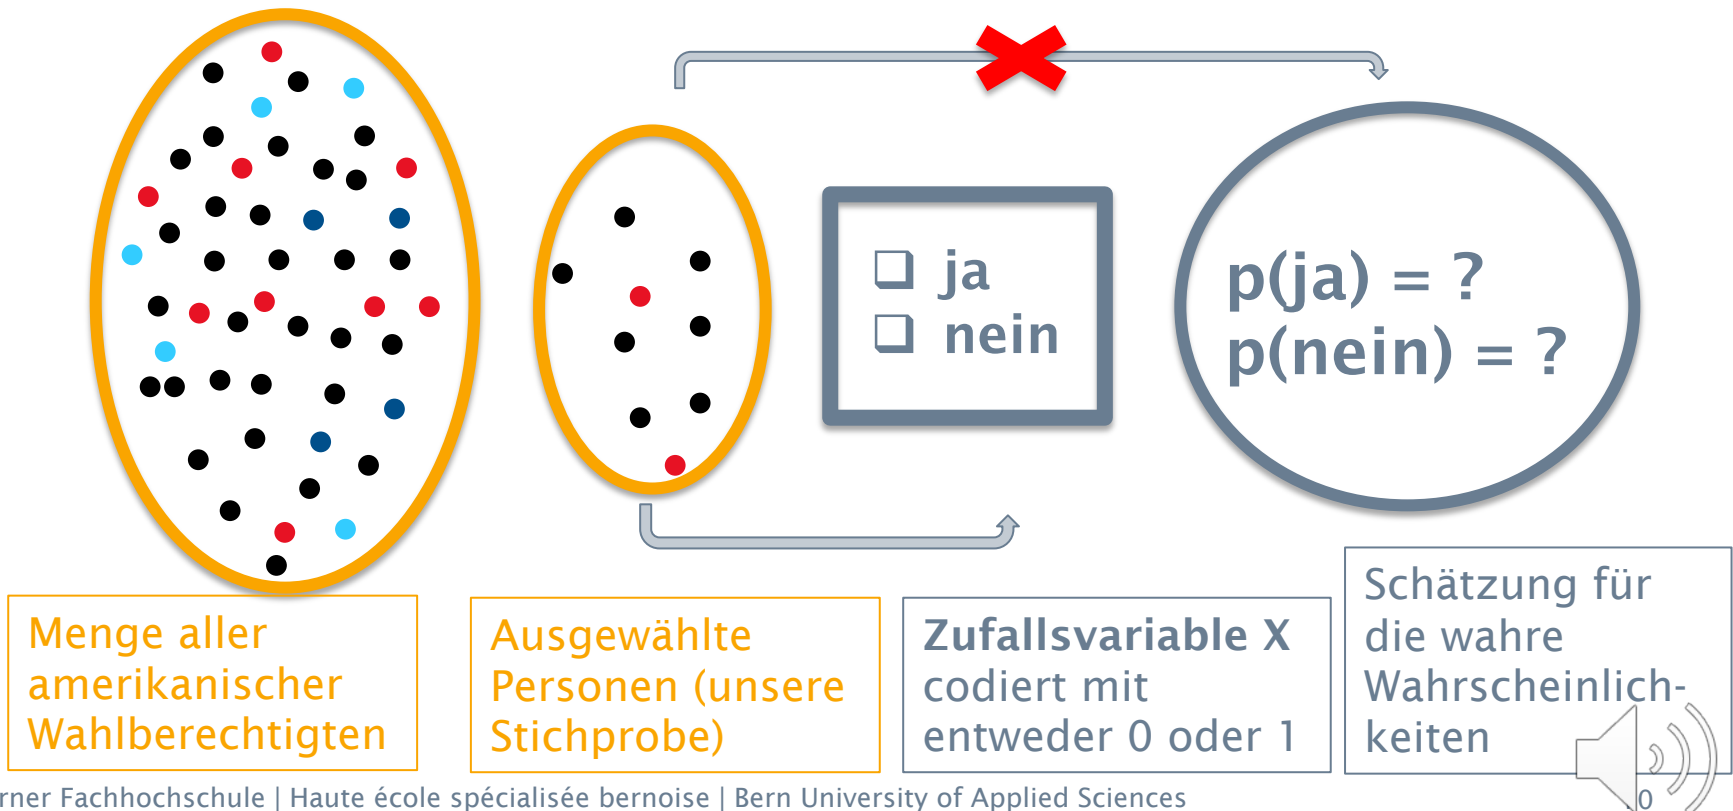 ❑ ja
❑ nein
p(ja) = ?
p(nein) = ?
Menge aller
amerikanischer
Wahlberechtigten
Ausgewählte
Personen (unsere
Stichprobe)
Zufallsvariable X
codiert mit
entweder 0 oder 1
Schätzung für
die wahre
Wahrscheinlich-
keiten
Fachhochschule | Haute école spécialisée bernoise | Bern University of Applied Sciences